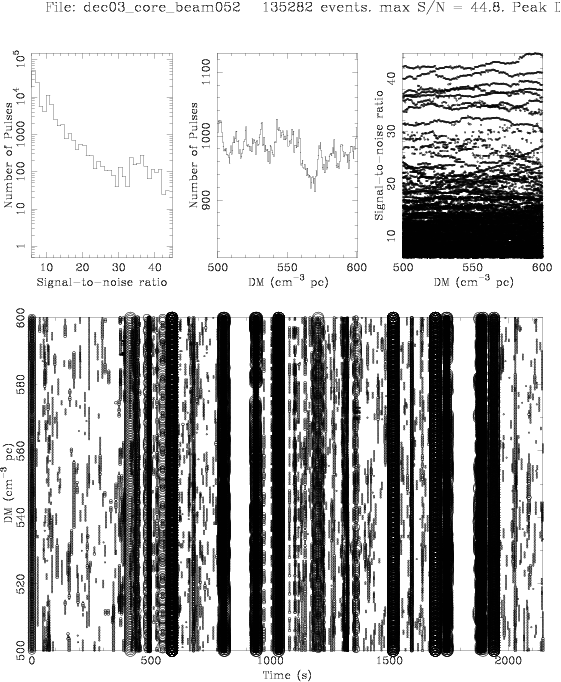 File: dec03_core_beam052 135282 events. max S/N = 44.8. Peak D
Number of Pulses
1 10 100 1000 10^4 10^5
10 20 30 40
Signal-to-noise ratio
Number of Pulses
900 1000 1100
500 550 600
DM (cm^-3 pc)
Signal-to-noise ratio
10 20 30 40
500 550 600
DM (cm^-3 pc)
DM (cm^-3 pc)
500 520 540 560 580 600
0 500 1000 1500 2000
Time (s)